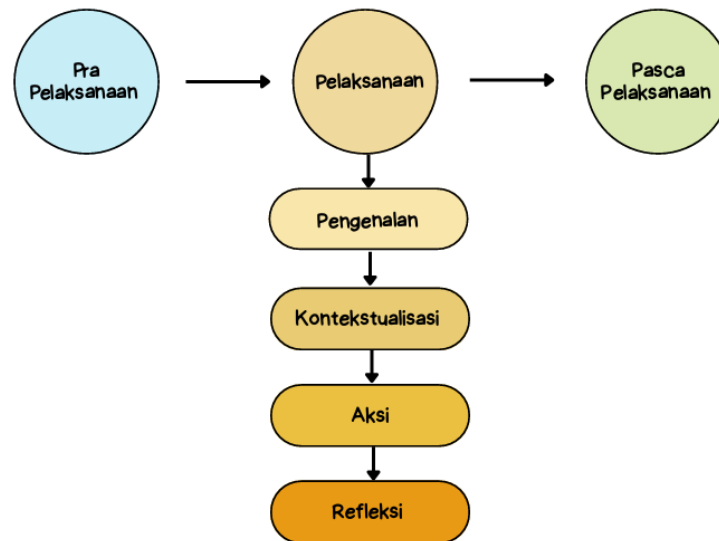 Pra
Pelaksanaan
Pelaksanaan
Pasca
Pelaksanaan
Pengenalan
Kontekstualisasi
Aksi
Refleksi